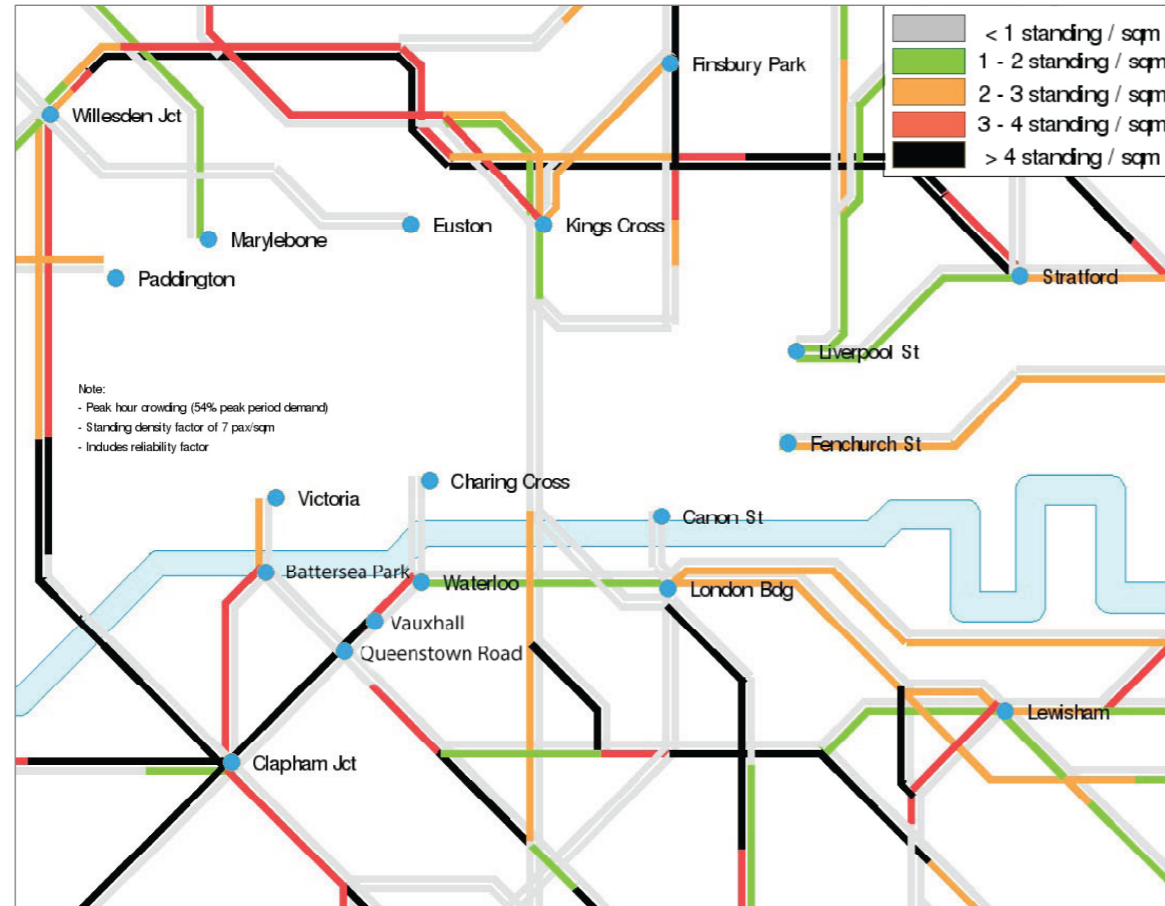 < 1 standing / sqm
1 - 2 standing / sqm
2 - 3 standing / sqm
3 - 4 standing / sqm
> 4 standing / sqm
Finsbury Park
Willesden Jct
Euston
Kings Cross
Marylebone
Paddington
Stratford
Liverpool St
Note:
- Peak hour crowding (54% peak period demand)
- Standing density factor of 7 pax/sqm
- Includes reliability factor
Fenchurch St
Charing Cross
Victoria
Canon St
Battersea Park
Waterloo
London Bdg
Vauxhall
Queenstown Road
Lewisham
Clapham Jct